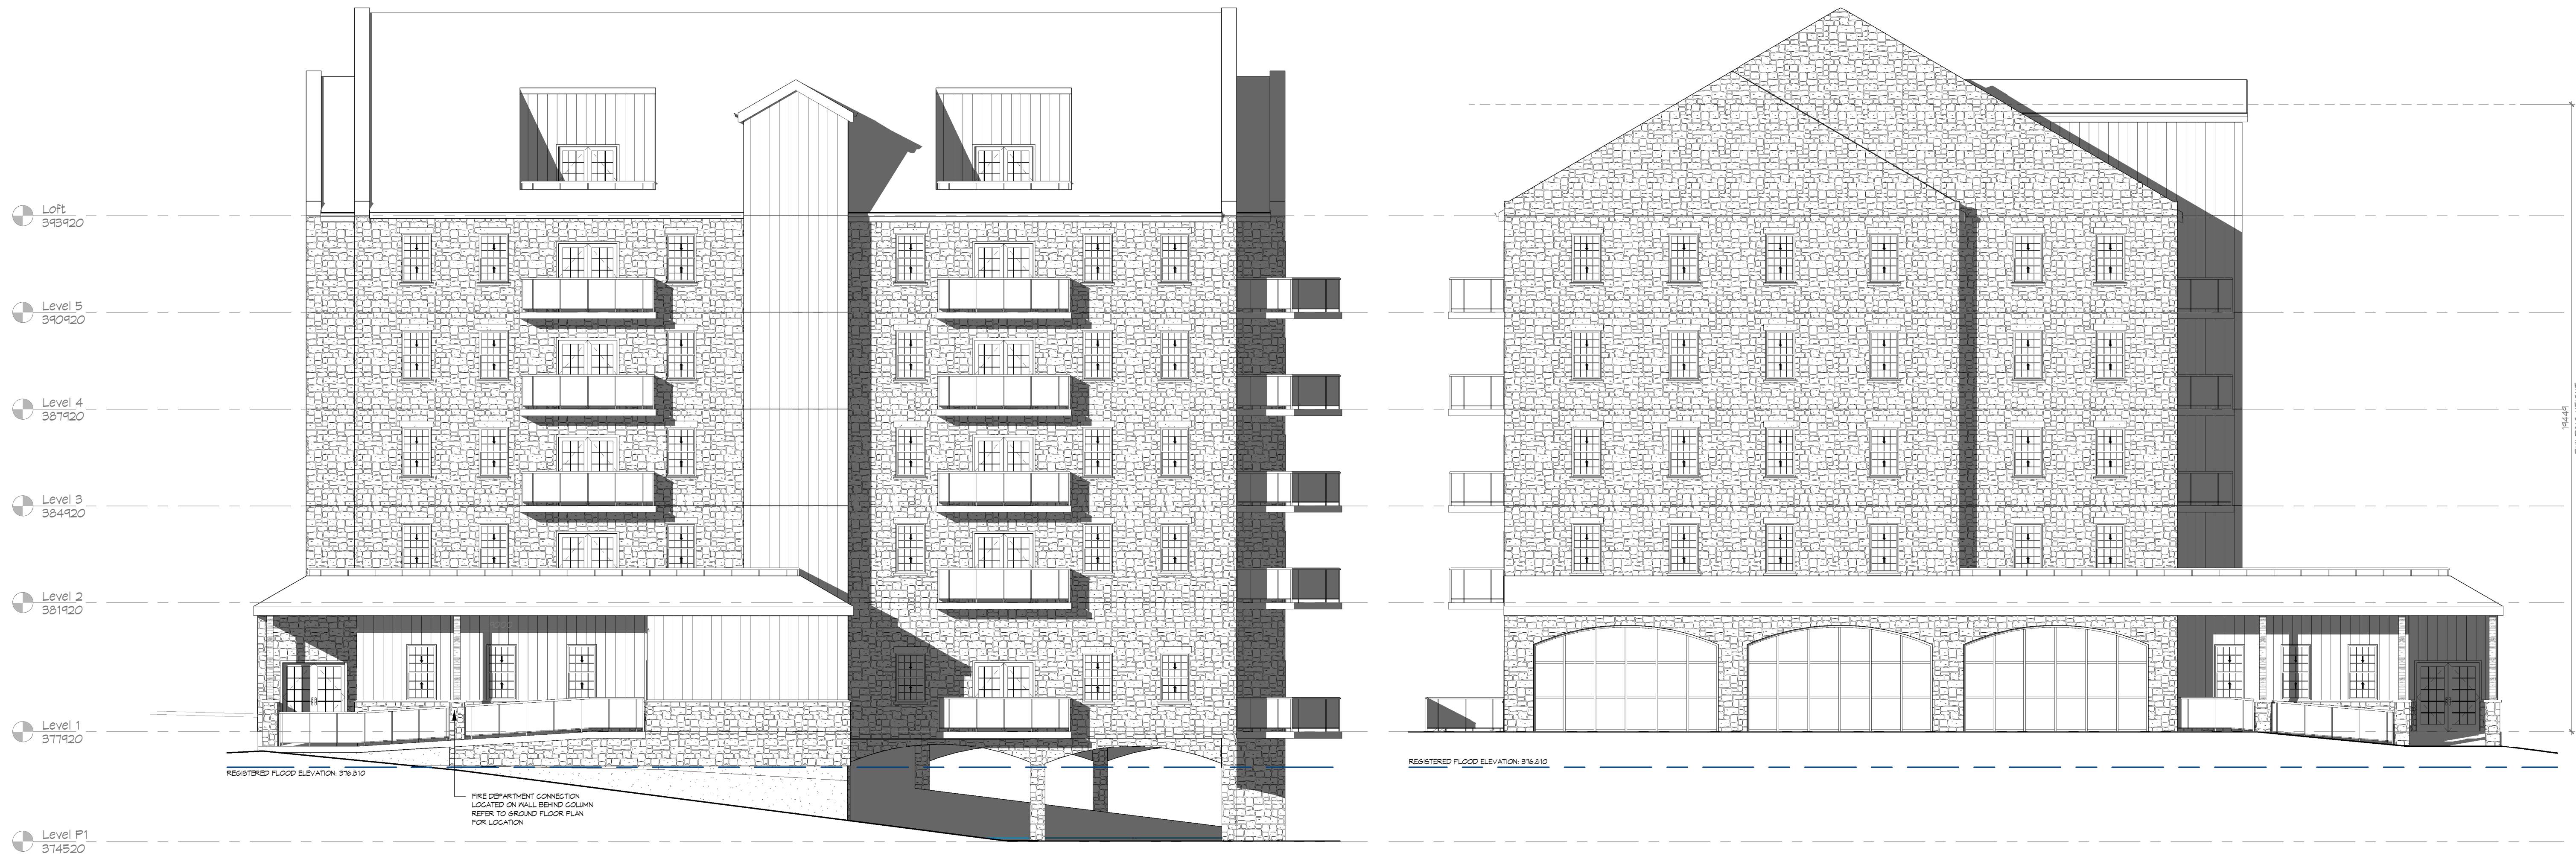 Loft
393920
Level 5
390920
Level 4
387920
Level 3
384920
Level 2
381920
Level 1
377920
Level P1
374520
REGISTERED FLOOD ELEVATION: 376.810
FIRE DEPARTMENT CONNECTION
LOCATED ON WALL BEHIND COLUMN
REFER TO GROUND FLOOR PLAN
FOR LOCATION
REGISTERED FLOOD ELEVATION: 376.810
19449